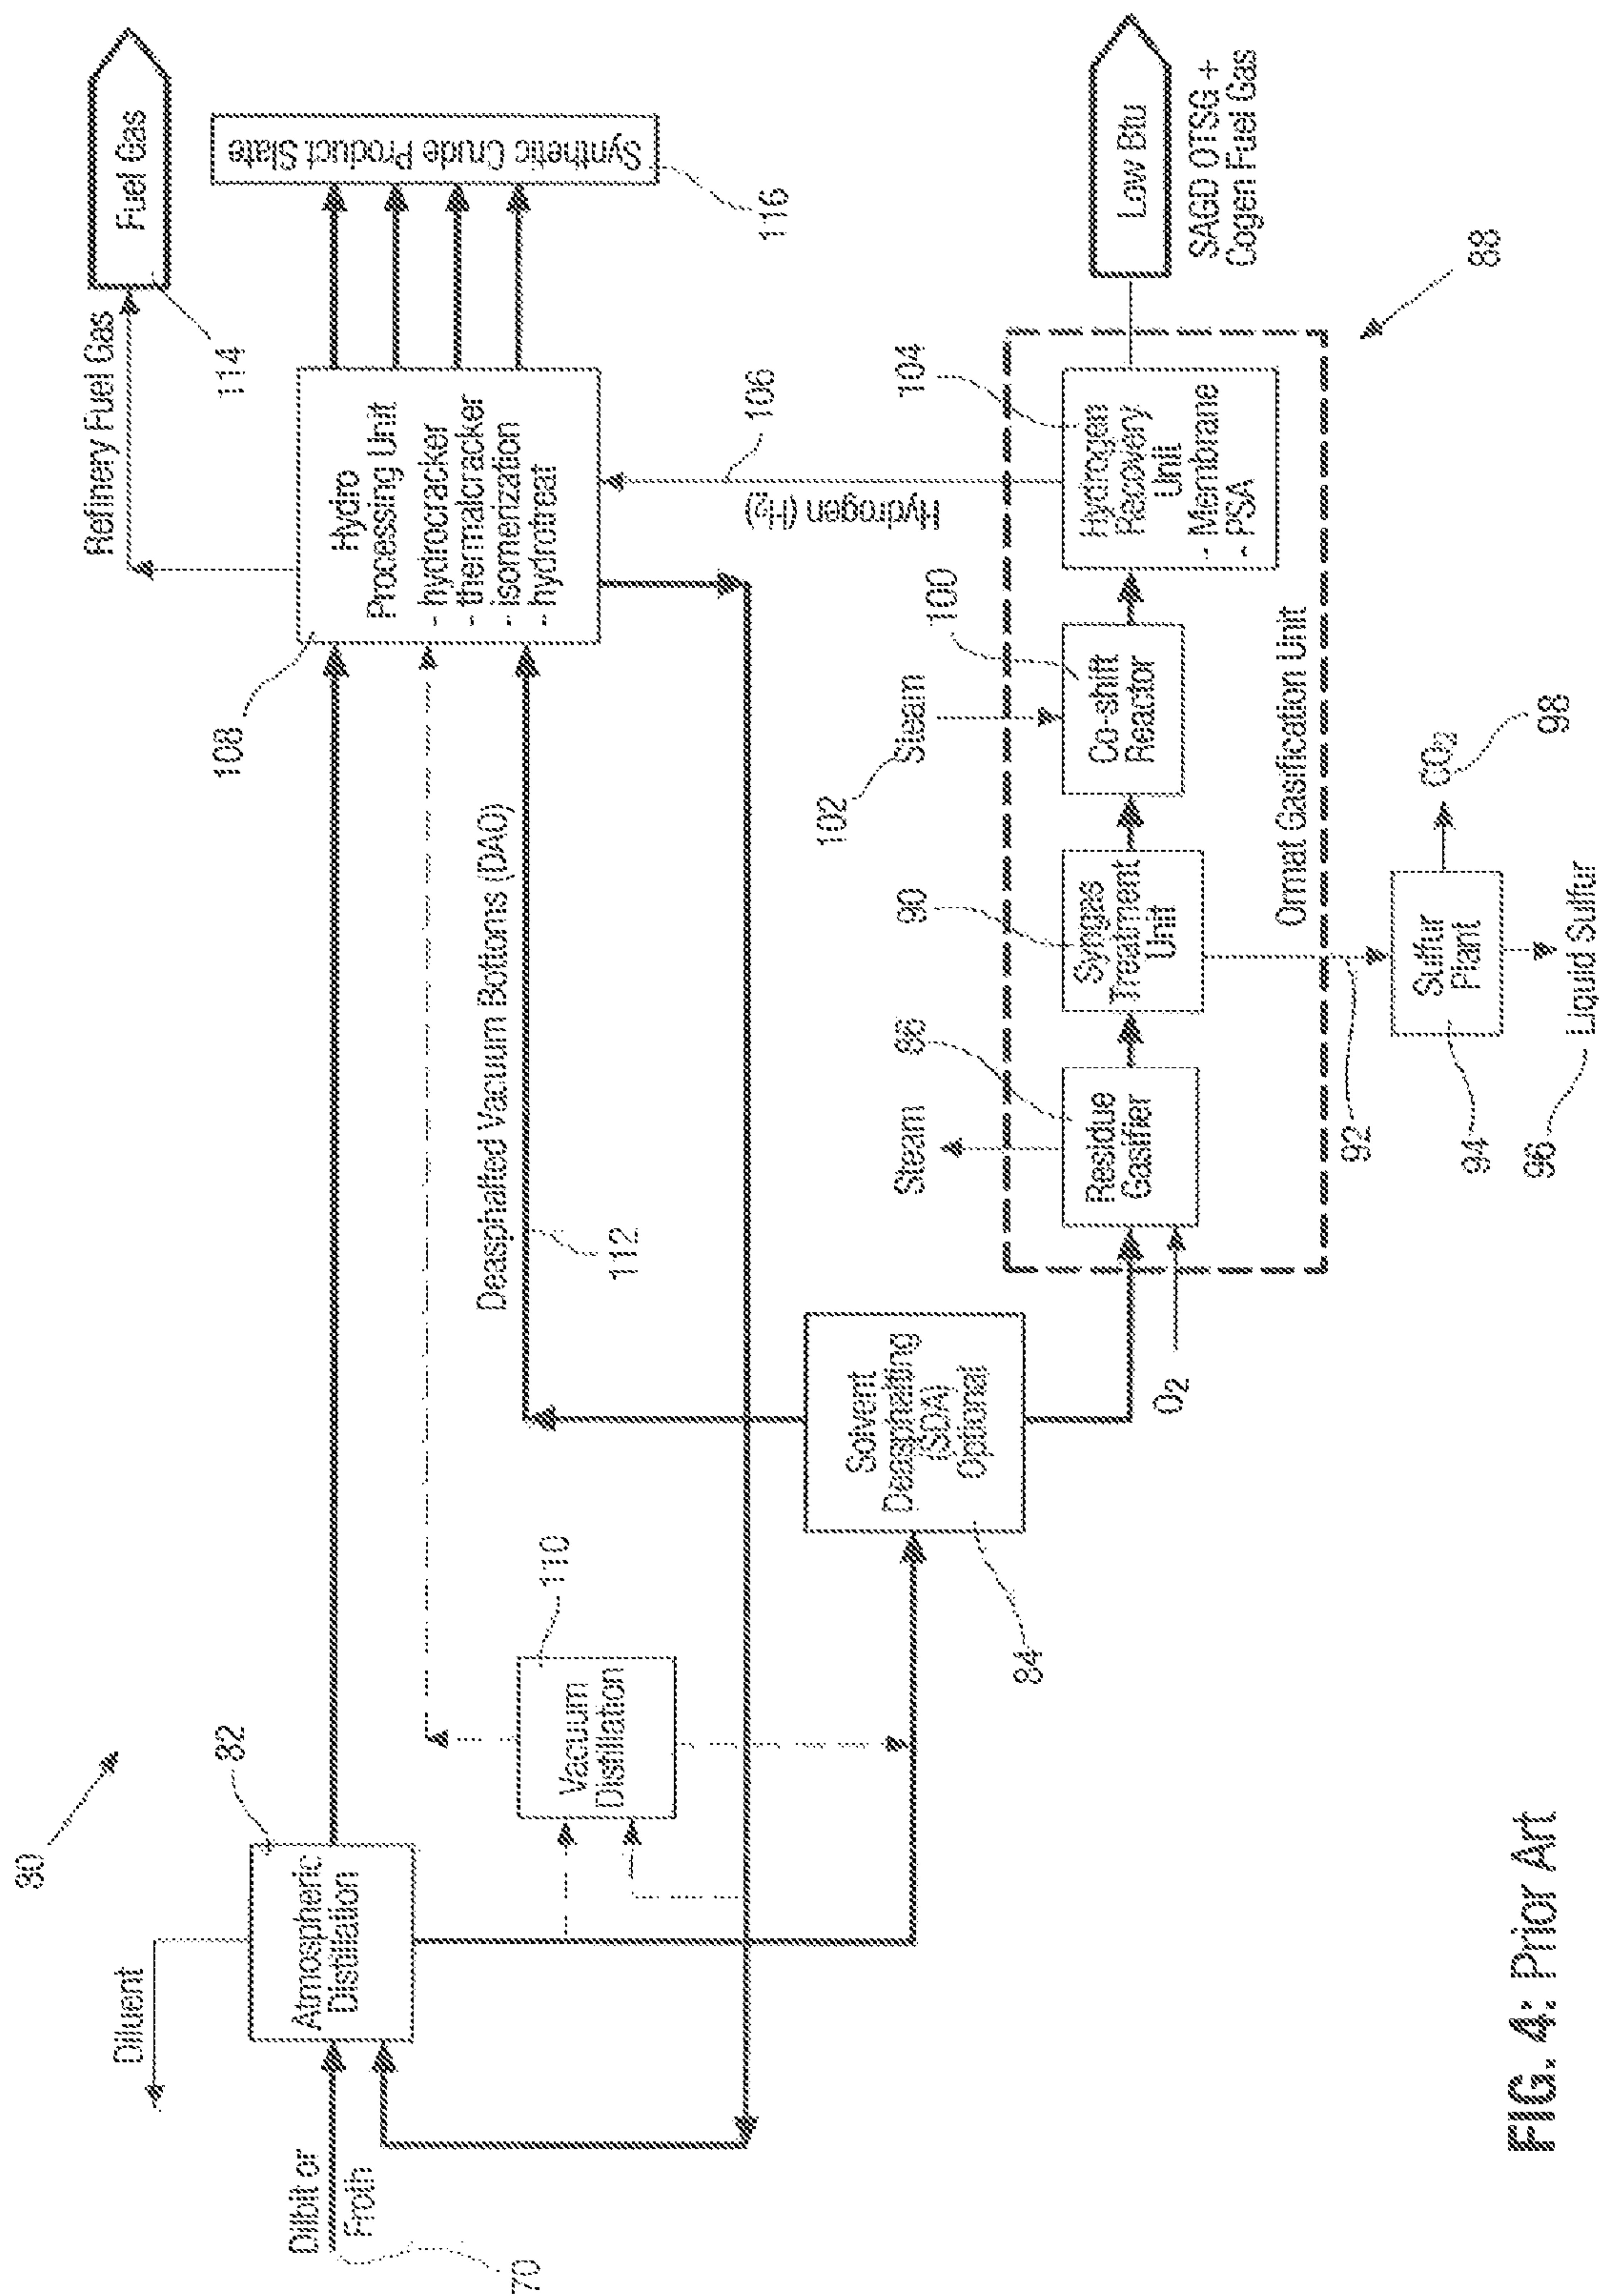 80
Diluent
82
Atmospheric
Distillation
Dilbit or
Froth
70
110
Vacuum
Distillation
Solvent
Deasphalting
(SDA)
Optional
84
Deasphalted Vacuum Bottoms (DAO)
112
108
Hydro
Processing Unit
- hydrocracker
- thermacracker
- isomerization
- hydrotreat
Refinery Fuel Gas
Fuel Gas
114
Synthetic Crude Product Slate
116
Hydrogen (H2)
106
Steam
86
Residue
Gasifier
O2
90
Syngas
Treatment
Unit
102
Steam
100
Co-shift
Reactor
104
Hydrogen
Recovery
Unit
- Membrane
- PSA
Ormat Gasification Unit
88
Low Btu
SAGD OTSG +
Cogen Fuel Gas
92
Sulfur
Plant
94
CO2
98
Liquid Sulfur
96
FIG. 4: Prior Art